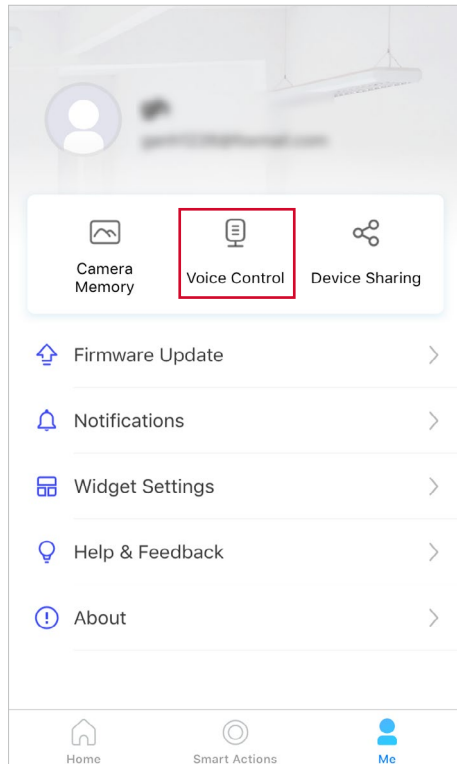 Camera
Memory
Voice Control
Device Sharing
Firmware Update
Notifications
Widget Settings
Help & Feedback
About
Home
Smart Actions
Me